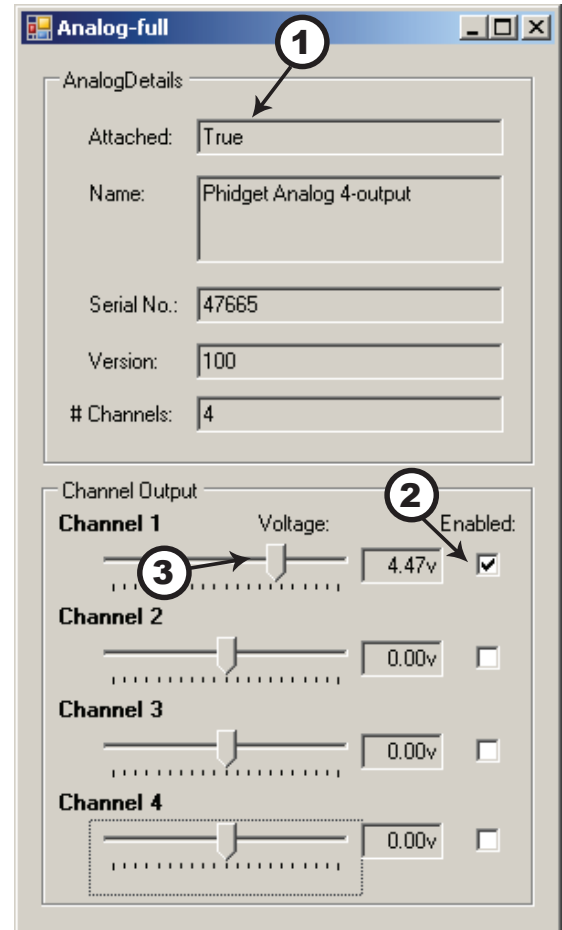 Analog-full
1
AnalogDetails
Attached: True
Name: Phidget Analog 4-output
Serial No.: 47665
Version: 100
# Channels: 4
Channel Output
2
Channel 1 Voltage: Enabled:
3 4.47v
Channel 2
0.00v
Channel 3
0.00v
Channel 4
0.00v